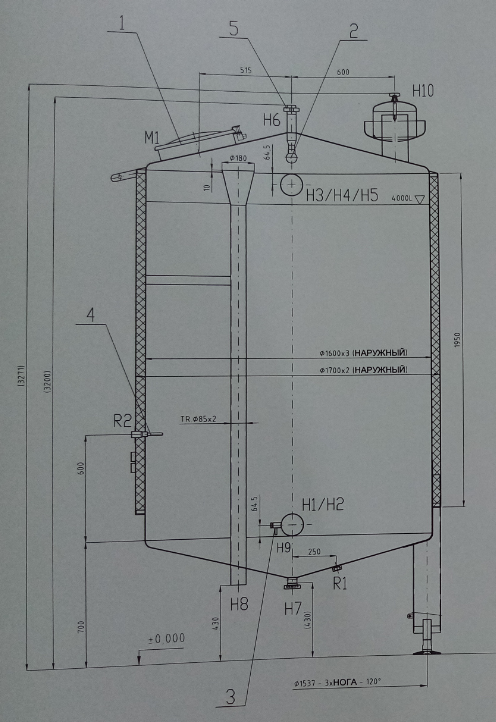 1
5
2
515
600
H10
H6
M1
64.5
Ø180
10
H3/H4/H5
4000L
4
(3271)
(3200)
1950
Ø1600x3 (НАРУЖНЫЙ)
Ø1700x2 (НАРУЖНЫЙ)
R2
TR Ø85x2
600
64.5
H1/H2
H9
250
R1
H8
H7
700
430
(430)
±0,000
3
Ø1537 - 3xНОГА - 120°